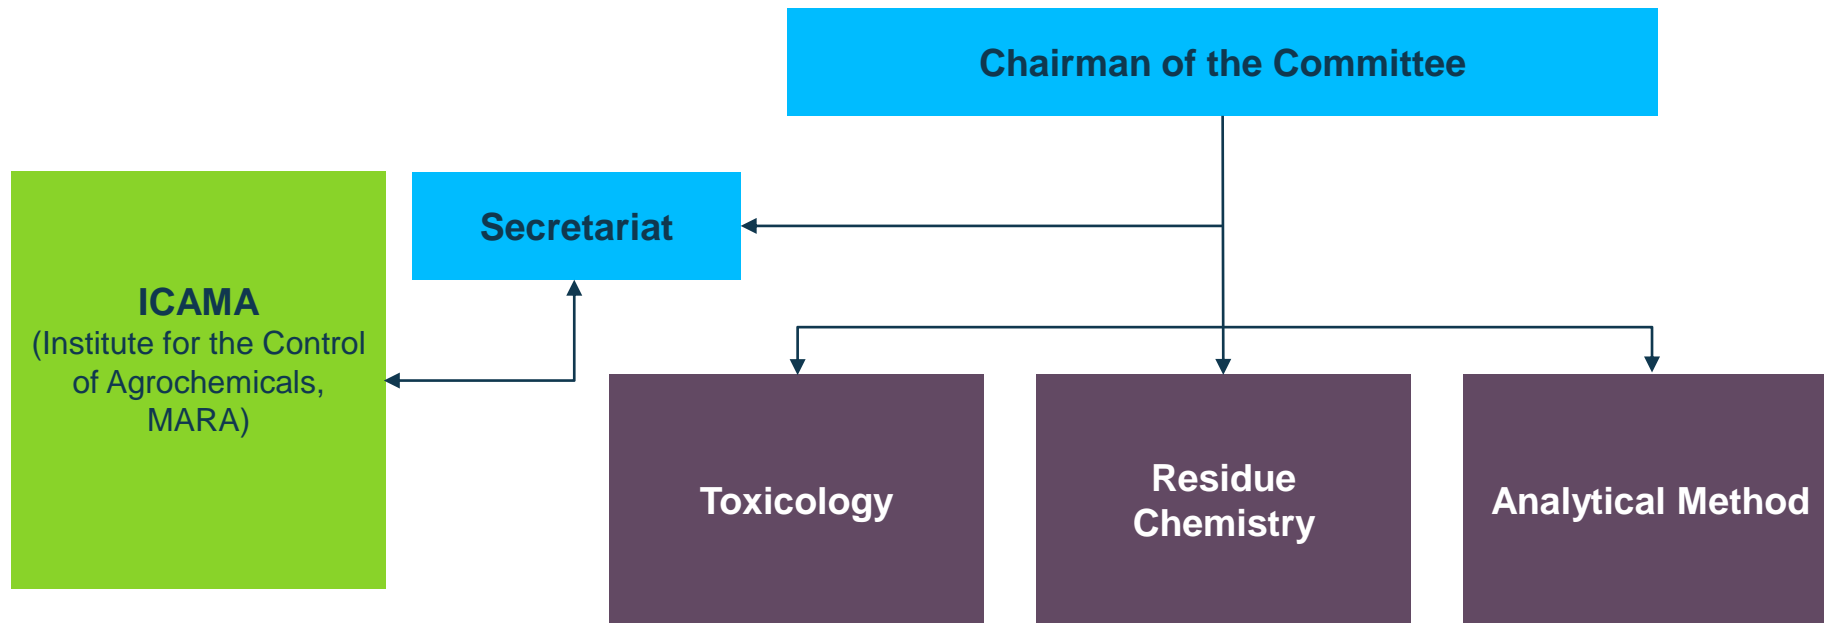 Chairman of the Committee
Secretariat
ICAMA
(Institute for the Control
of Agrochemicals,
MARA)
Toxicology
Residue
Chemistry
Analytical Method